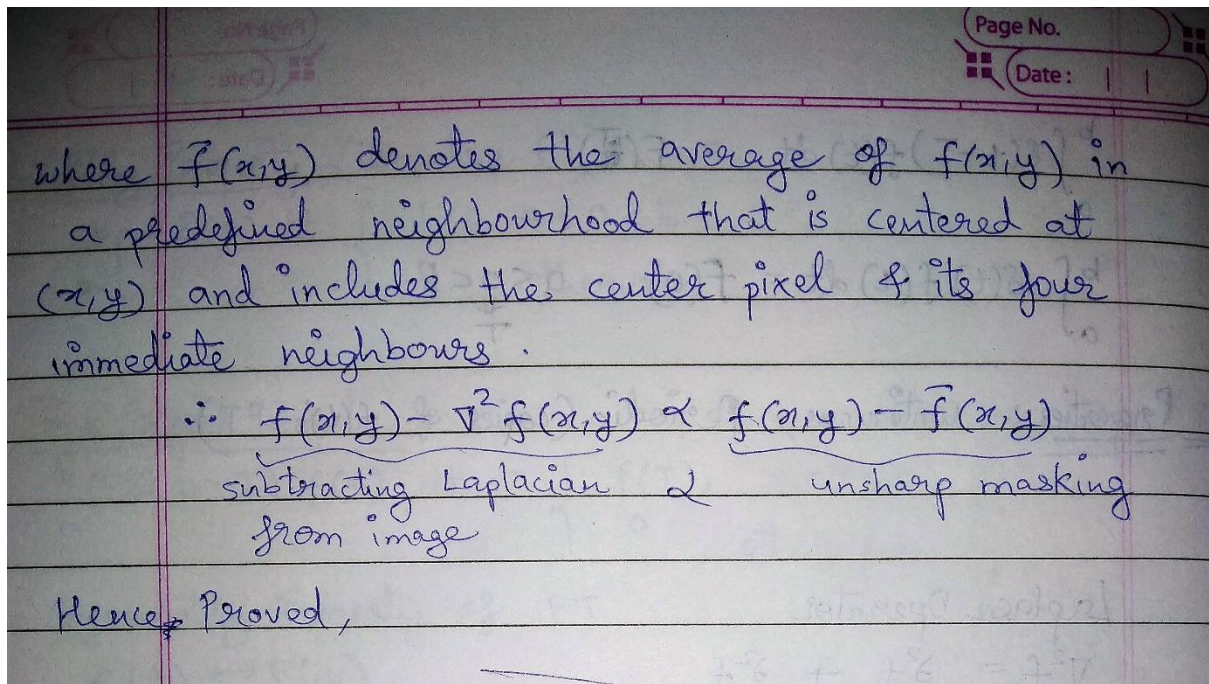 Page No.
Date :
where f̄(x,y) denotes the average of f(x,y) in
a predefined neighbourhood that is centered at
(x,y) and includes the center pixel & its four
immediate neighbours.
∴ f(x,y) - ∇²f(x,y) ∝ f(x,y) - f̄(x,y)
subtracting Laplacian ∝ unsharp masking
from image
Hence Proved,